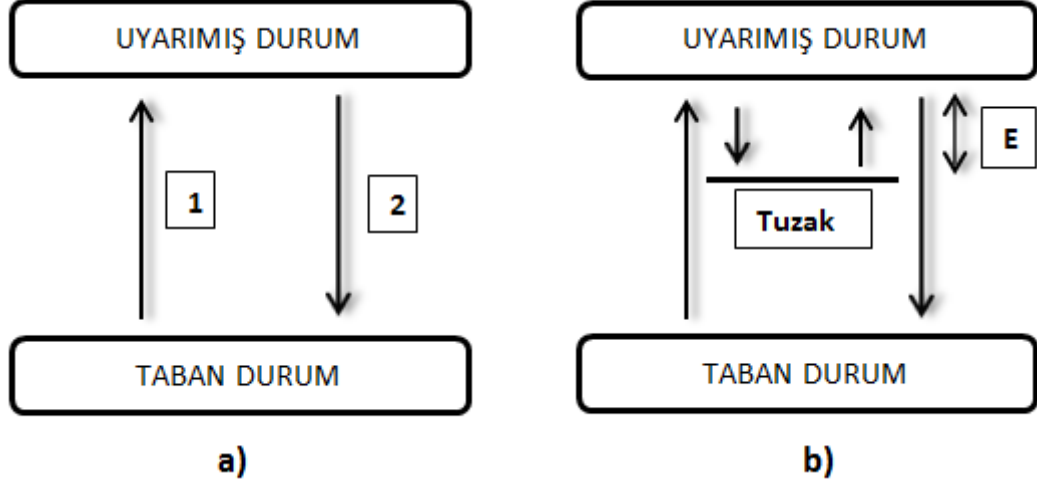 UYARIMIŞ DURUM
1
2
TABAN DURUM
a)
UYARIMIŞ DURUM
E
Tuzak
TABAN DURUM
b)